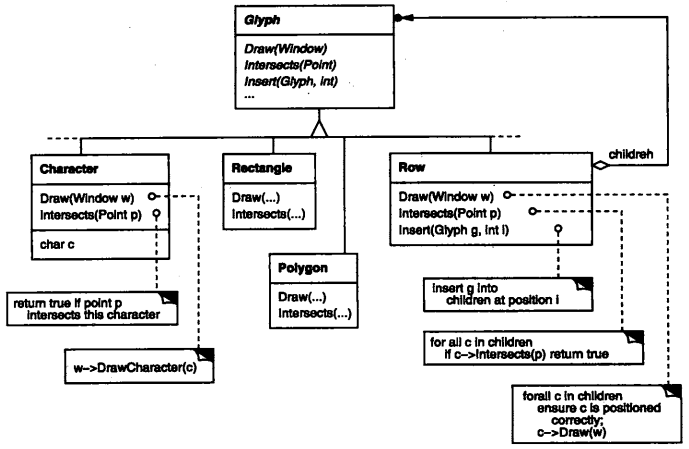 Glyph
Draw(Window)
Intersects(Point)
Insert(Glyph, int)
...
children
Character
Draw(Window w)
Intersects(Point p)
char c
Rectangle
Draw(...)
Intersects(...)
Row
Draw(Window w)
Intersects(Point p)
Insert(Glyph g, int i)
Polygon
Draw(...)
Intersects(...)
return true if point p
intersects this character
w->DrawCharacter(c)
insert g into
children at position i
for all c in children
if c->Intersects(p) return true
forall c in children
ensure c is positioned
correctly;
c->Draw(w)